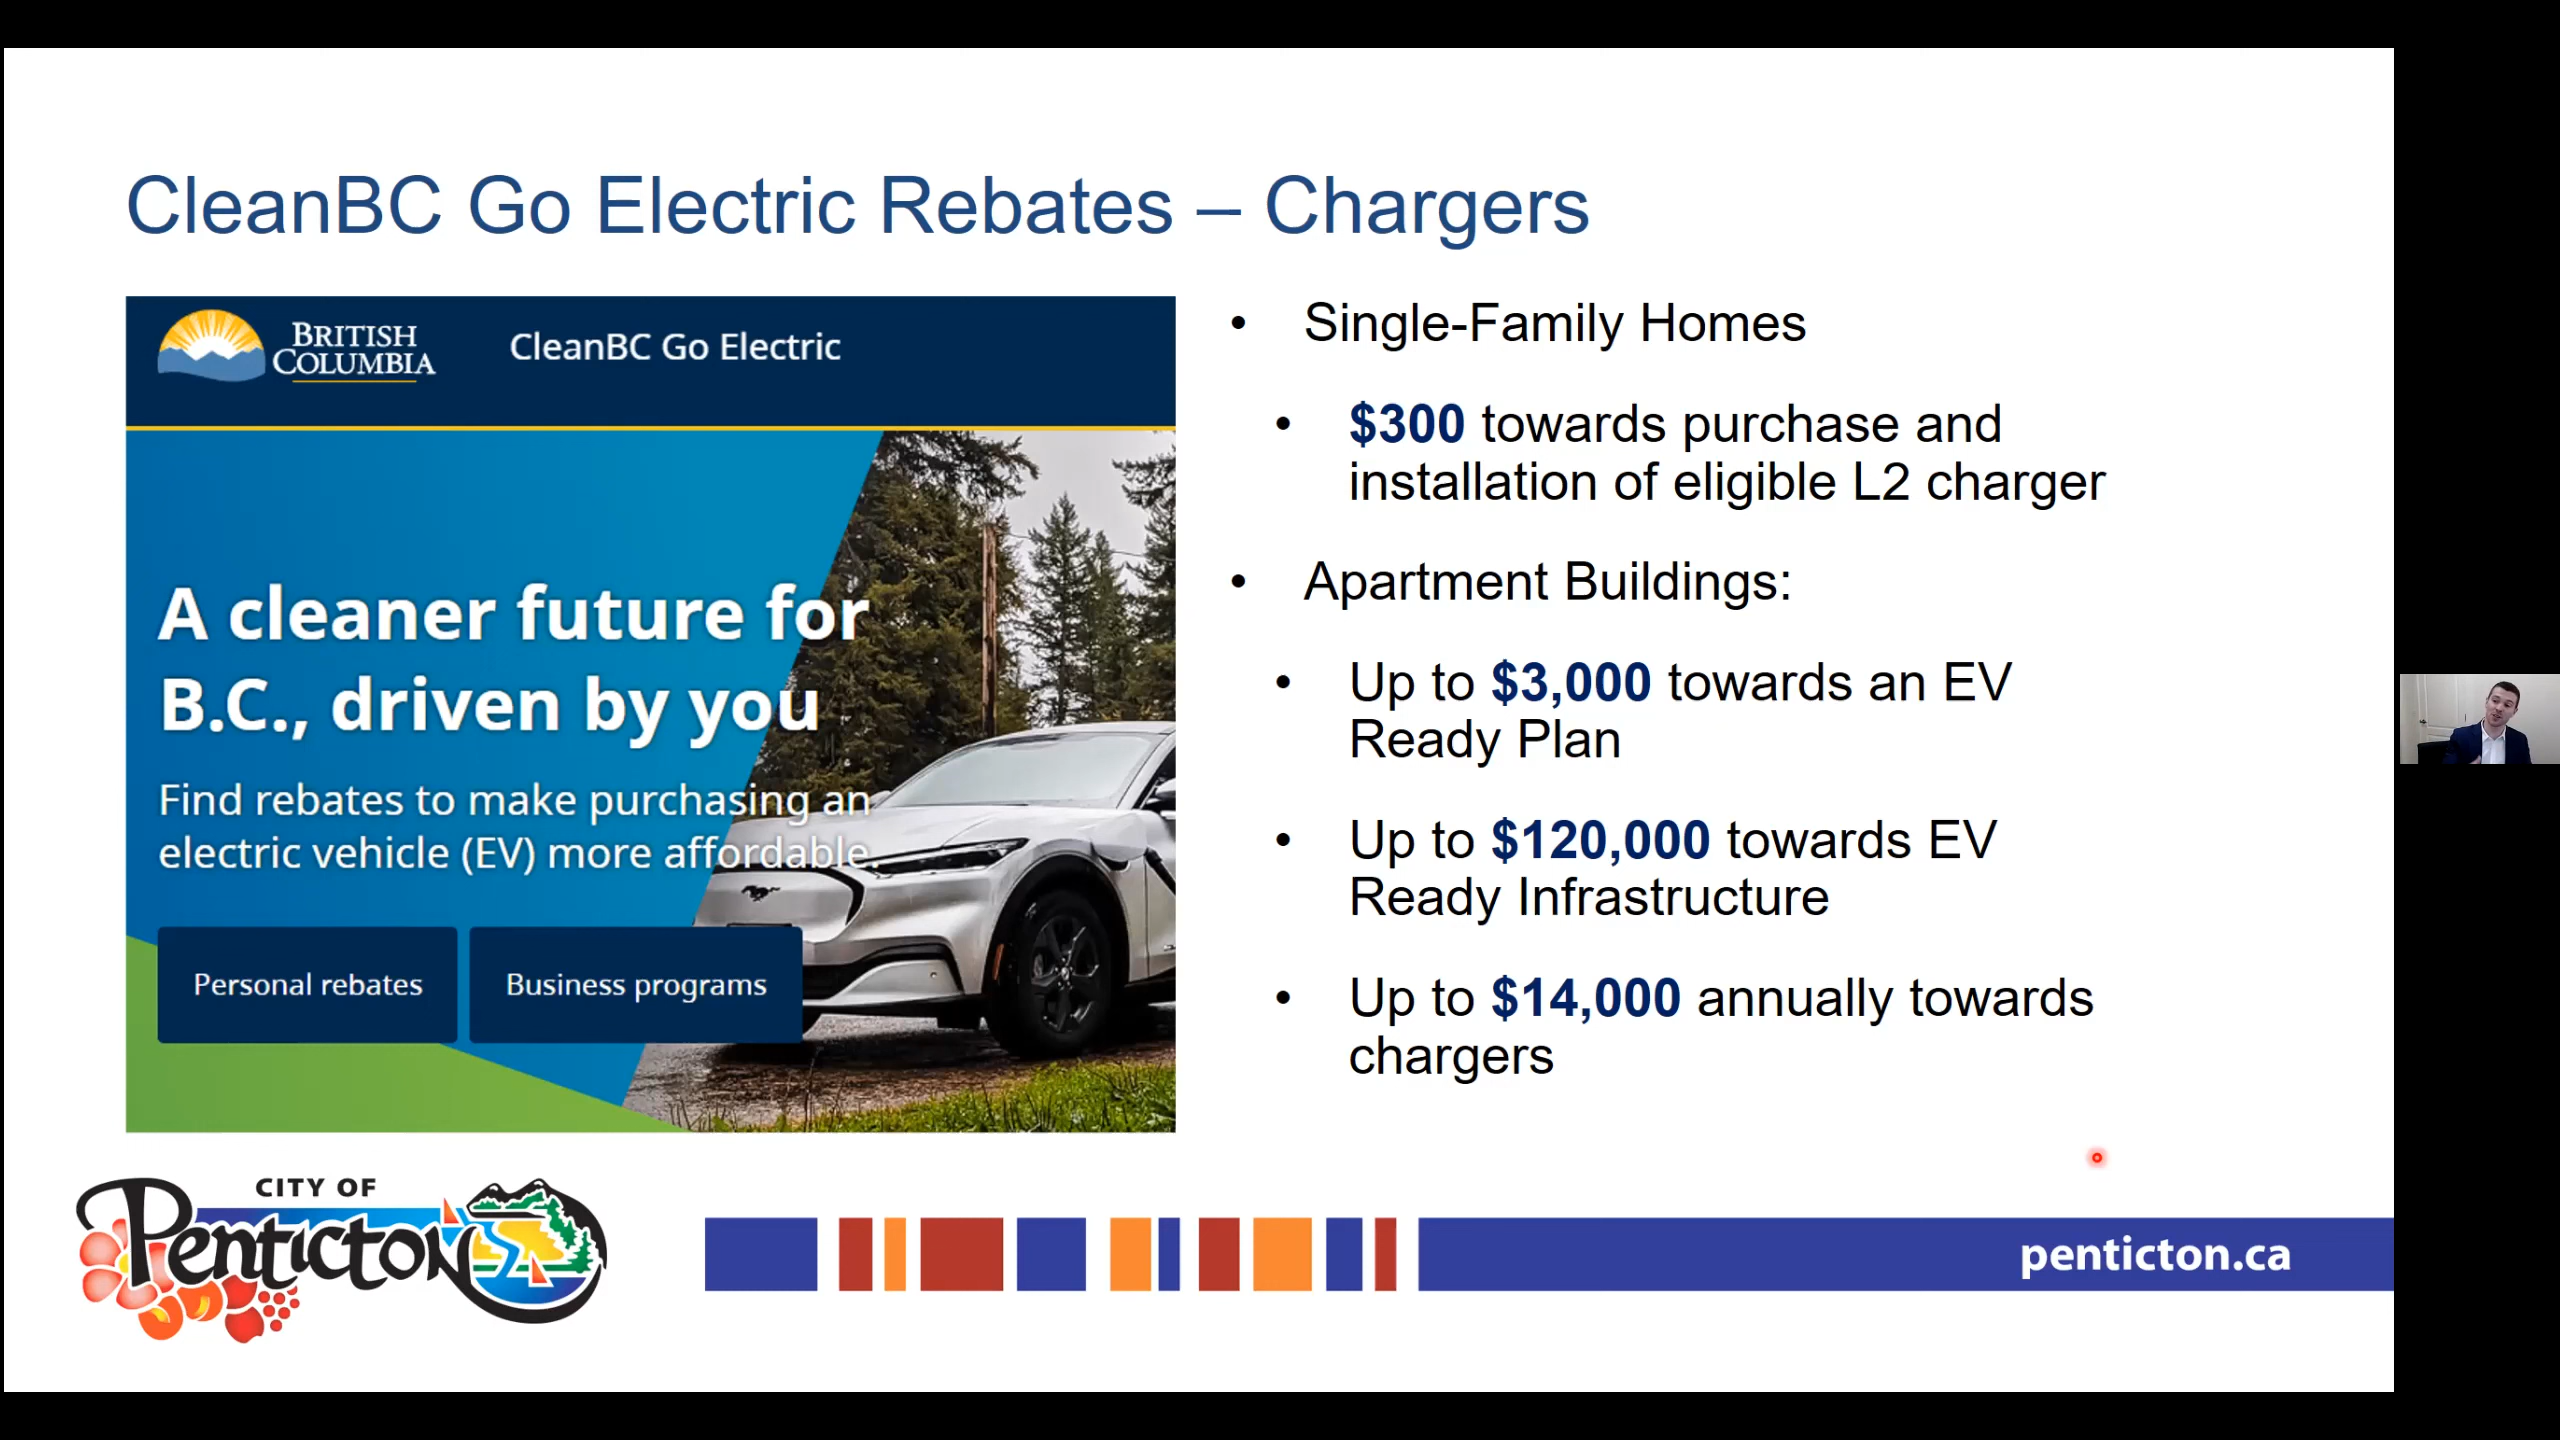 CleanBC Go Electric Rebates – Chargers
BRITISH
COLUMBIA
CleanBC Go Electric
A cleaner future for
B.C., driven by you
Find rebates to make purchasing an
electric vehicle (EV) more affordable.
Personal rebates
Business programs
• Single-Family Homes
• $300 towards purchase and
installation of eligible L2 charger
• Apartment Buildings:
• Up to $3,000 towards an EV
Ready Plan
• Up to $120,000 towards EV
Ready Infrastructure
• Up to $14,000 annually towards
chargers
CITY OF
Penticton
penticton.ca